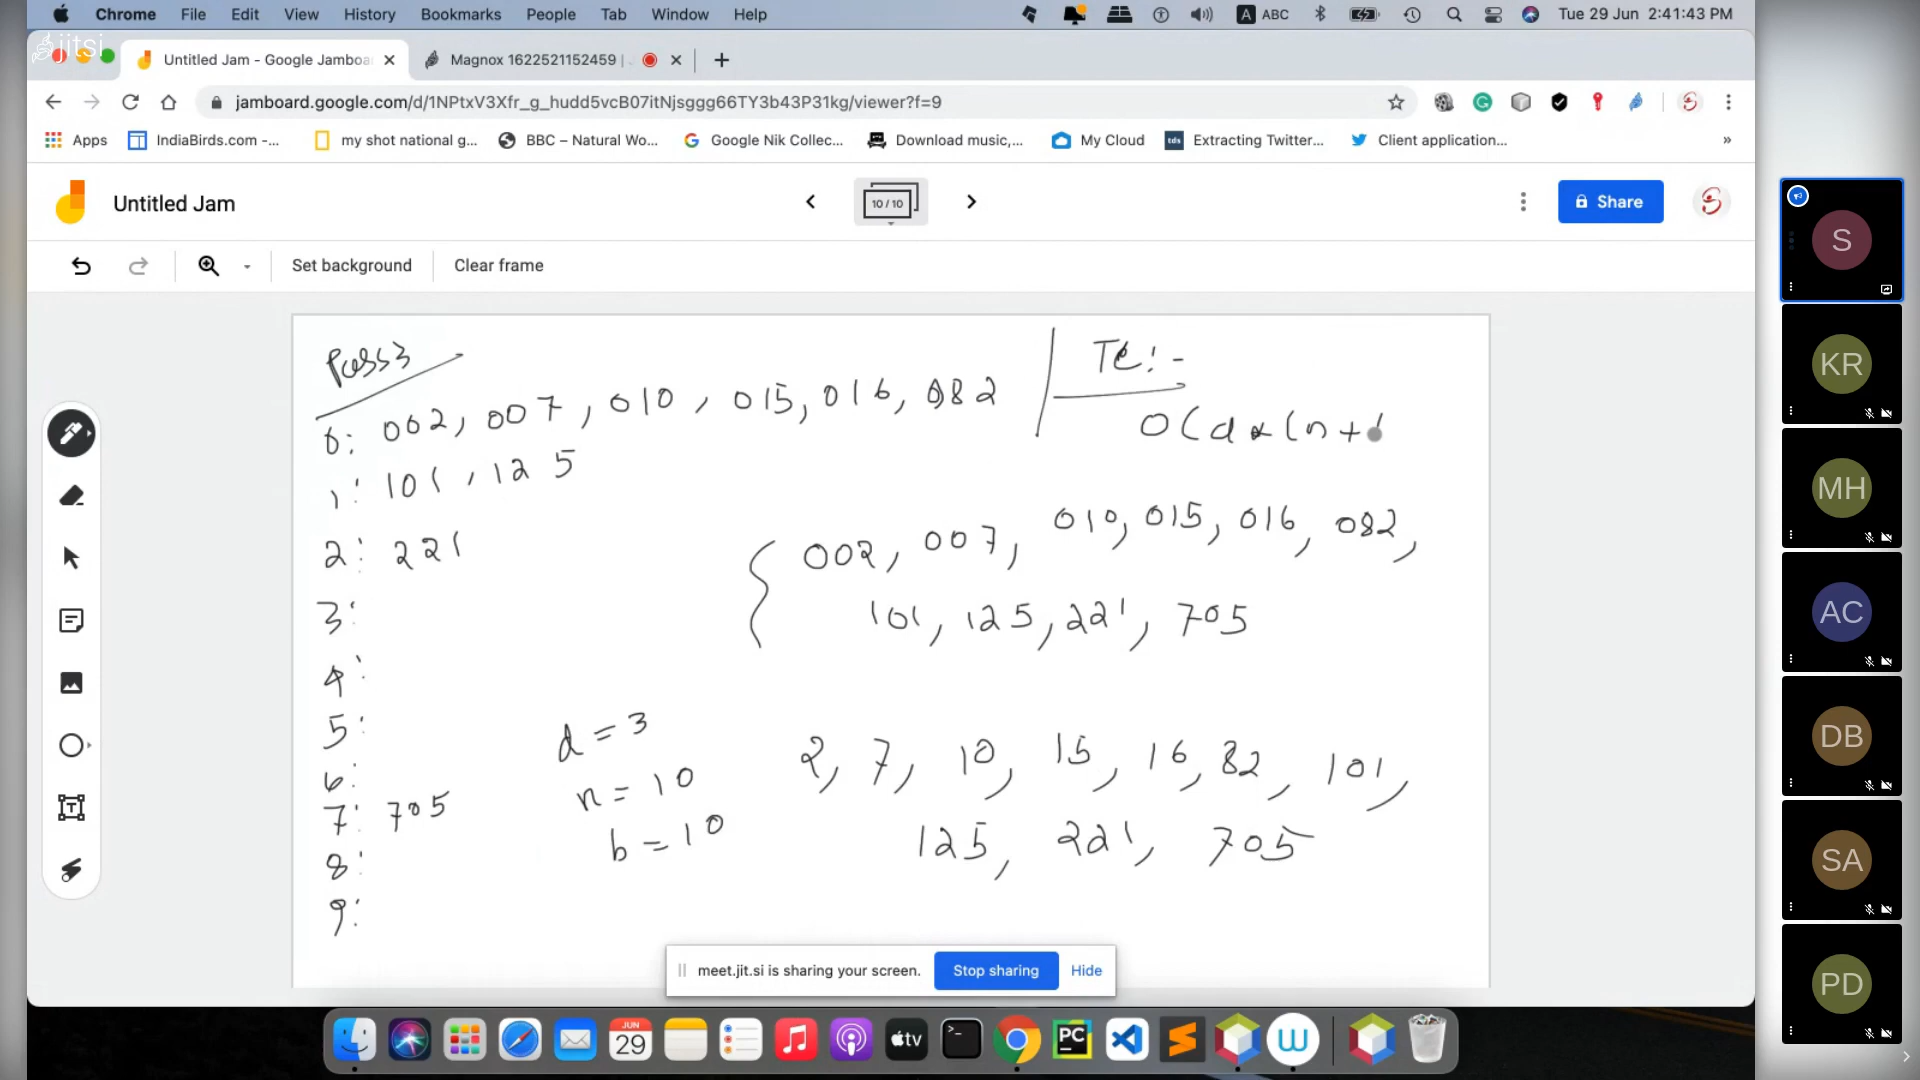 Chrome File Edit View History Bookmarks People Tab Window Help ABC Tue 29 Jun 2:41:43 PM
jitsi
Untitled Jam - Google Jamboa Magnox 1622521152459 |
jamboard.google.com/d/1NPtxV3Xfr_g_hudd5vcB07itNjsggg66TY3b43P31kg/viewer?f=9
Apps IndiaBirds.com -... my shot national g... BBC – Natural Wo... Google Nik Collec... Download music,... My Cloud tds Extracting Twitter... Client application... »
Untitled Jam 10 / 10 Share
Set background Clear frame
Pass3
TC:-
0: 002, 007, 010, 015, 016, 082
O(d*(n+b
1: 101, 125
2: 221
002, 007, 010, 015, 016, 082,
101, 125, 221, 705
3:
4:
5:
6:
7: 705
8:
9:
d = 3
n = 10
b = 10
2, 7, 10, 15, 16, 82, 101,
125, 221, 705
meet.jit.si is sharing your screen. Stop sharing Hide
JUN
29
tv
PC
S
KR
MH
AC
DB
SA
PD